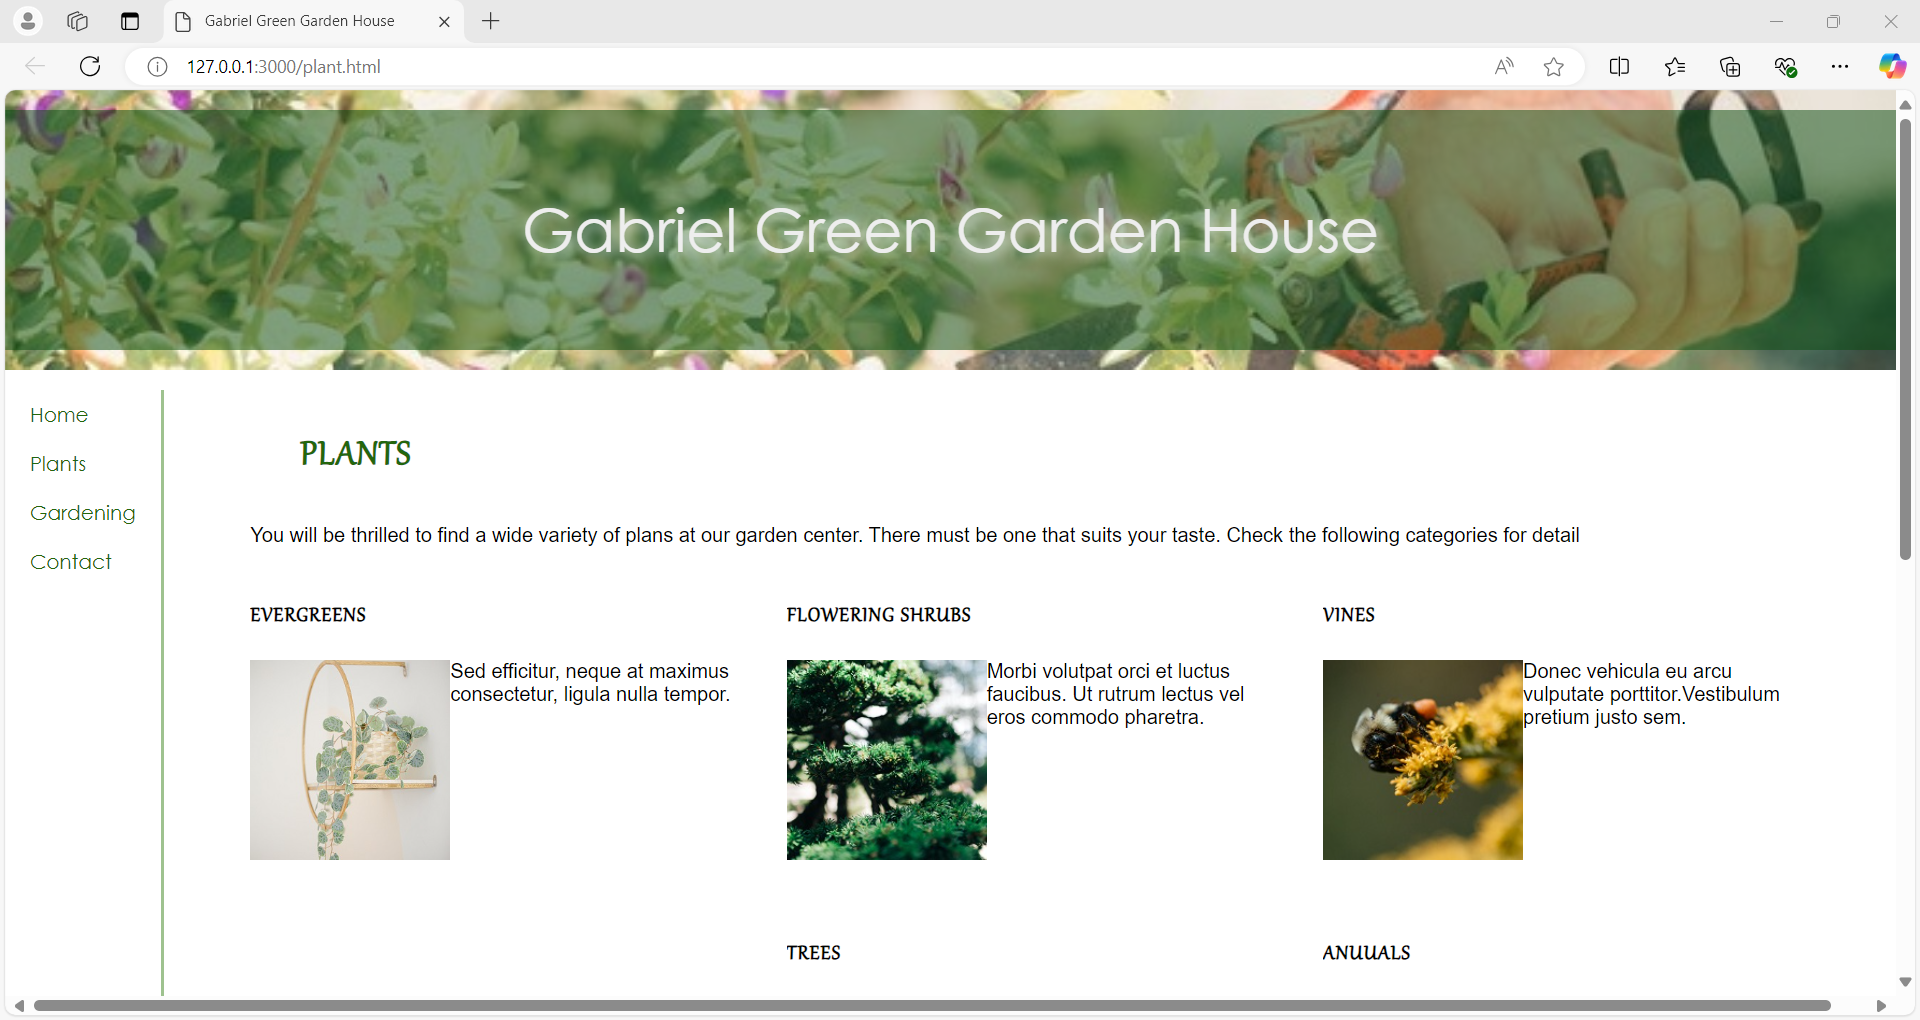 Gabriel Green Garden House
127.0.0.1:3000/plant.html
Gabriel Green Garden House
Home
Plants
Gardening
Contact
PLANTS
You will be thrilled to find a wide variety of plans at our garden center. There must be one that suits your taste. Check the following categories for detail
EVERGREENS
Sed efficitur, neque at maximus
consectetur, ligula nulla tempor.
FLOWERING SHRUBS
Morbi volutpat orci et luctus
faucibus. Ut rutrum lectus vel
eros commodo pharetra.
VINES
Donec vehicula eu arcu
vulputate porttitor.Vestibulum
pretium justo sem.
TREES
ANUUALS